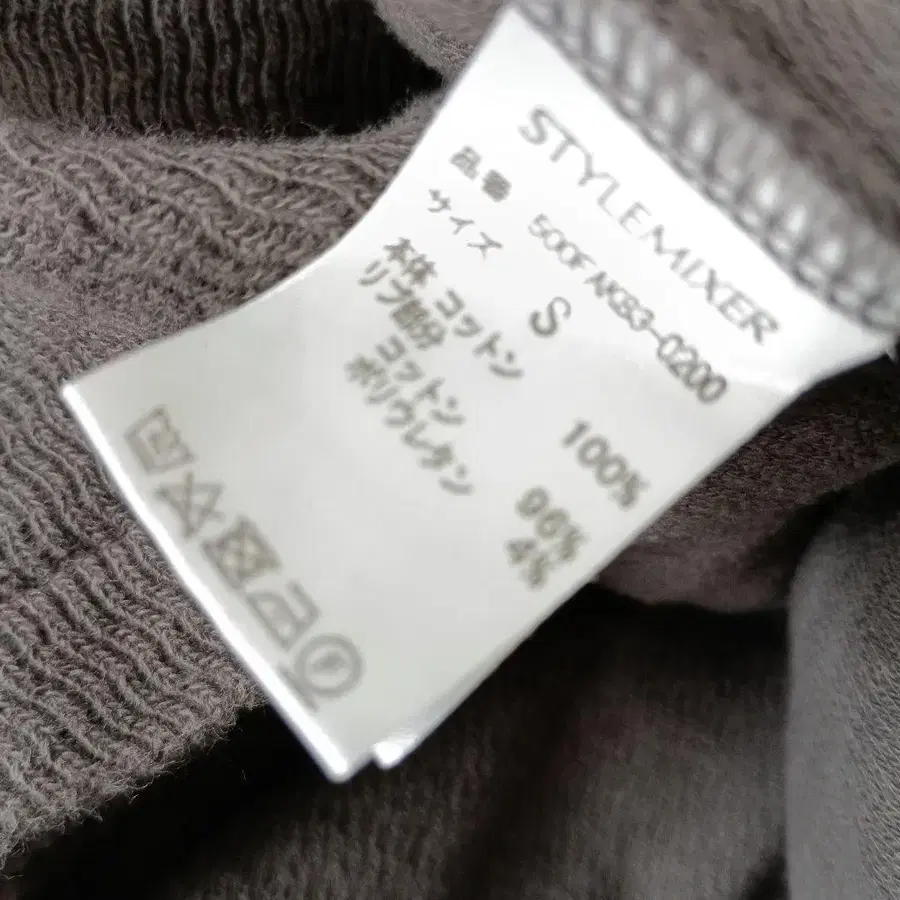 STYLEMIXER
品番 500FAK83-0200
サイズ S
本体 コットン 100%
リブ部分
コットン 96%
ポリウレタン 4%